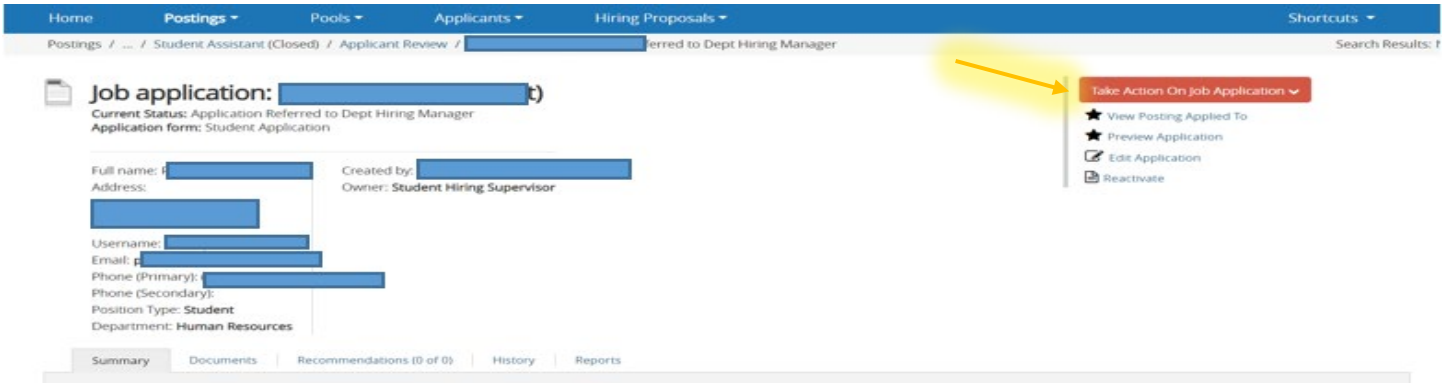 Home Postings Pools Applicants Hiring Proposals Shortcuts
Postings / ... / Student Assistant (Closed) / Applicant Review / ferred to Dept Hiring Manager Search Results:
Job application: t)
Take Action On Job Application
Current Status: Application Referred to Dept Hiring Manager
View Posting Applied To
Application form: Student Application
Preview Application
Edit Application
Full name: Created by:
Reactivate
Address: Owner: Student Hiring Supervisor
Username:
Email: p
Phone (Primary): (
Phone (Secondary):
Position Type: Student
Department: Human Resources
Summary Documents Recommendations (0 of 0) History Reports